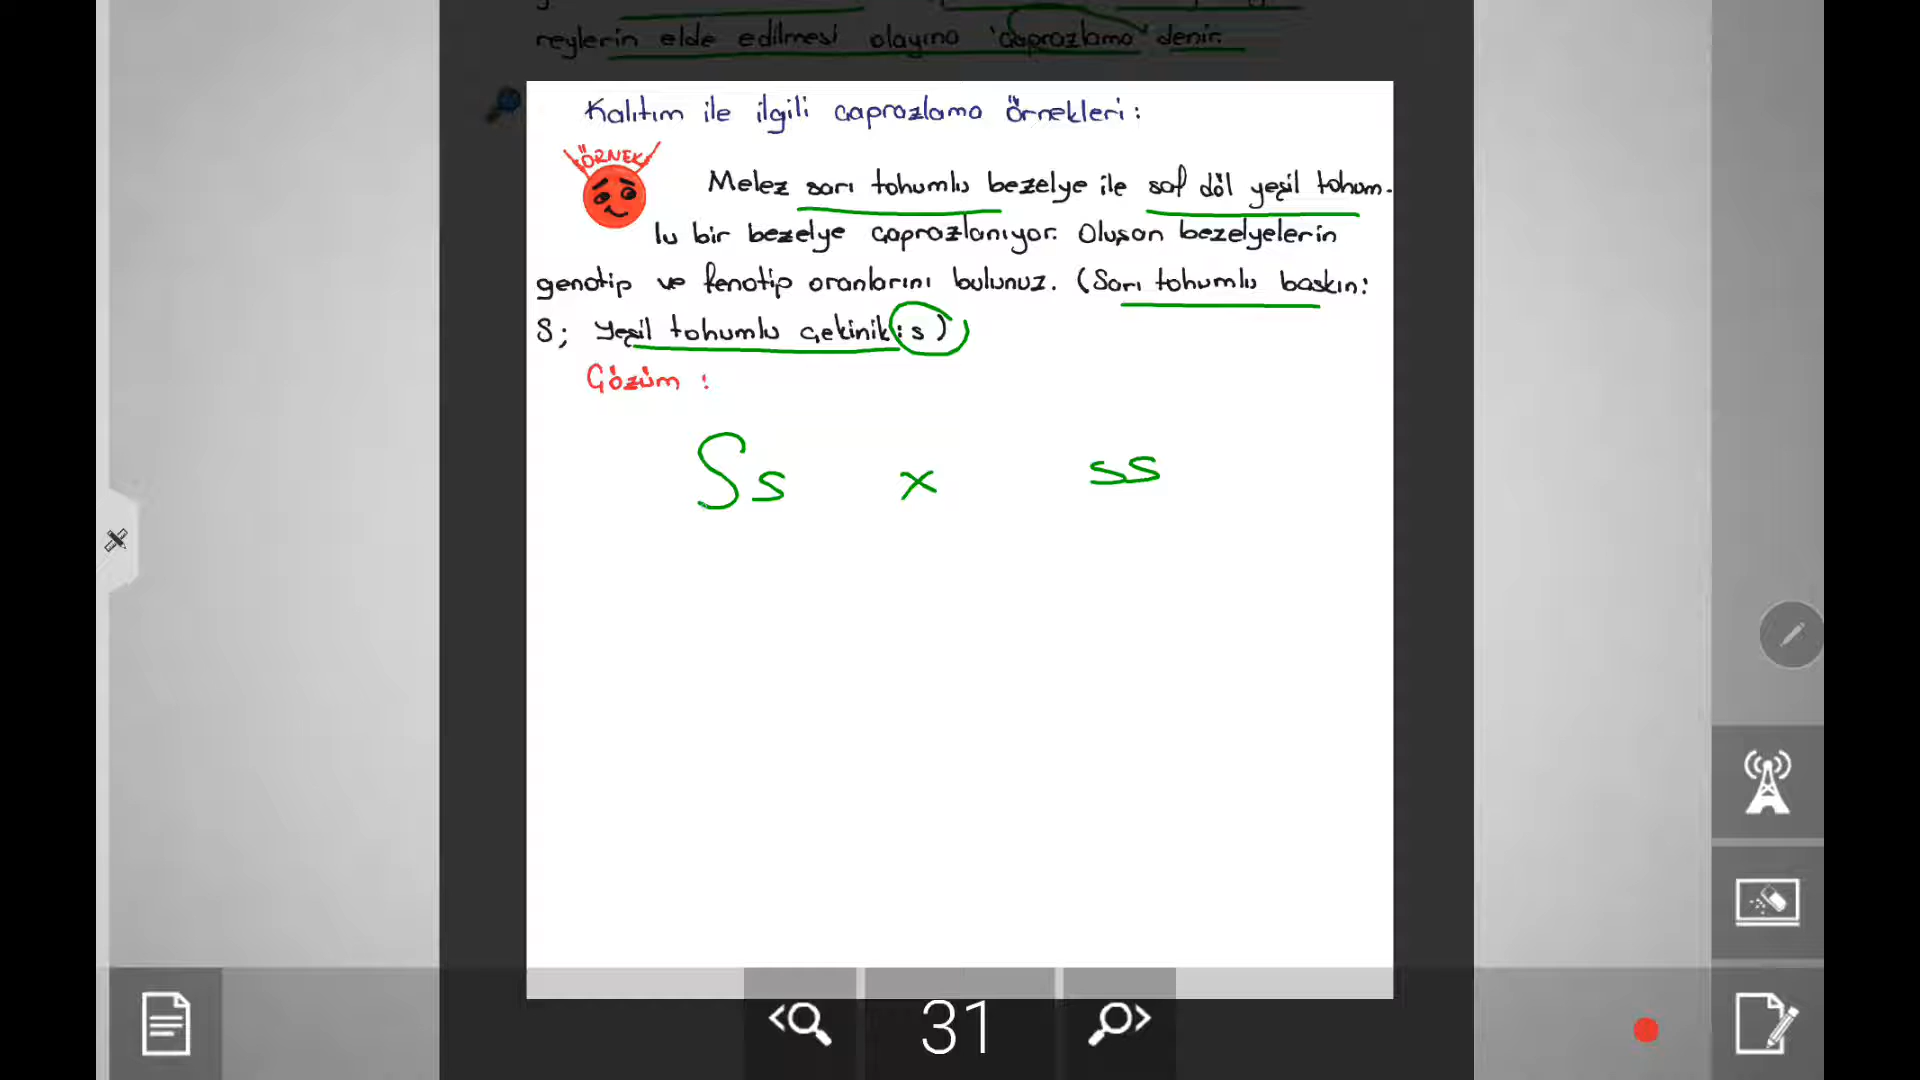 reylerin elde edilmesi olayına 'çaprazlama' denir.
Kalıtım ile ilgili çaprazlama örnekleri:
ÖRNEK
Melez sarı tohumlu bezelye ile saf döl yeşil tohum-
lu bir bezelye çaprazlanıyor. Oluşan bezelyelerin
genotip ve fenotip oranlarını bulunuz. (Sarı tohumlu baskın:
S; Yeşil tohumlu çekinik: s)
Çözüm :
Ss x ss
31